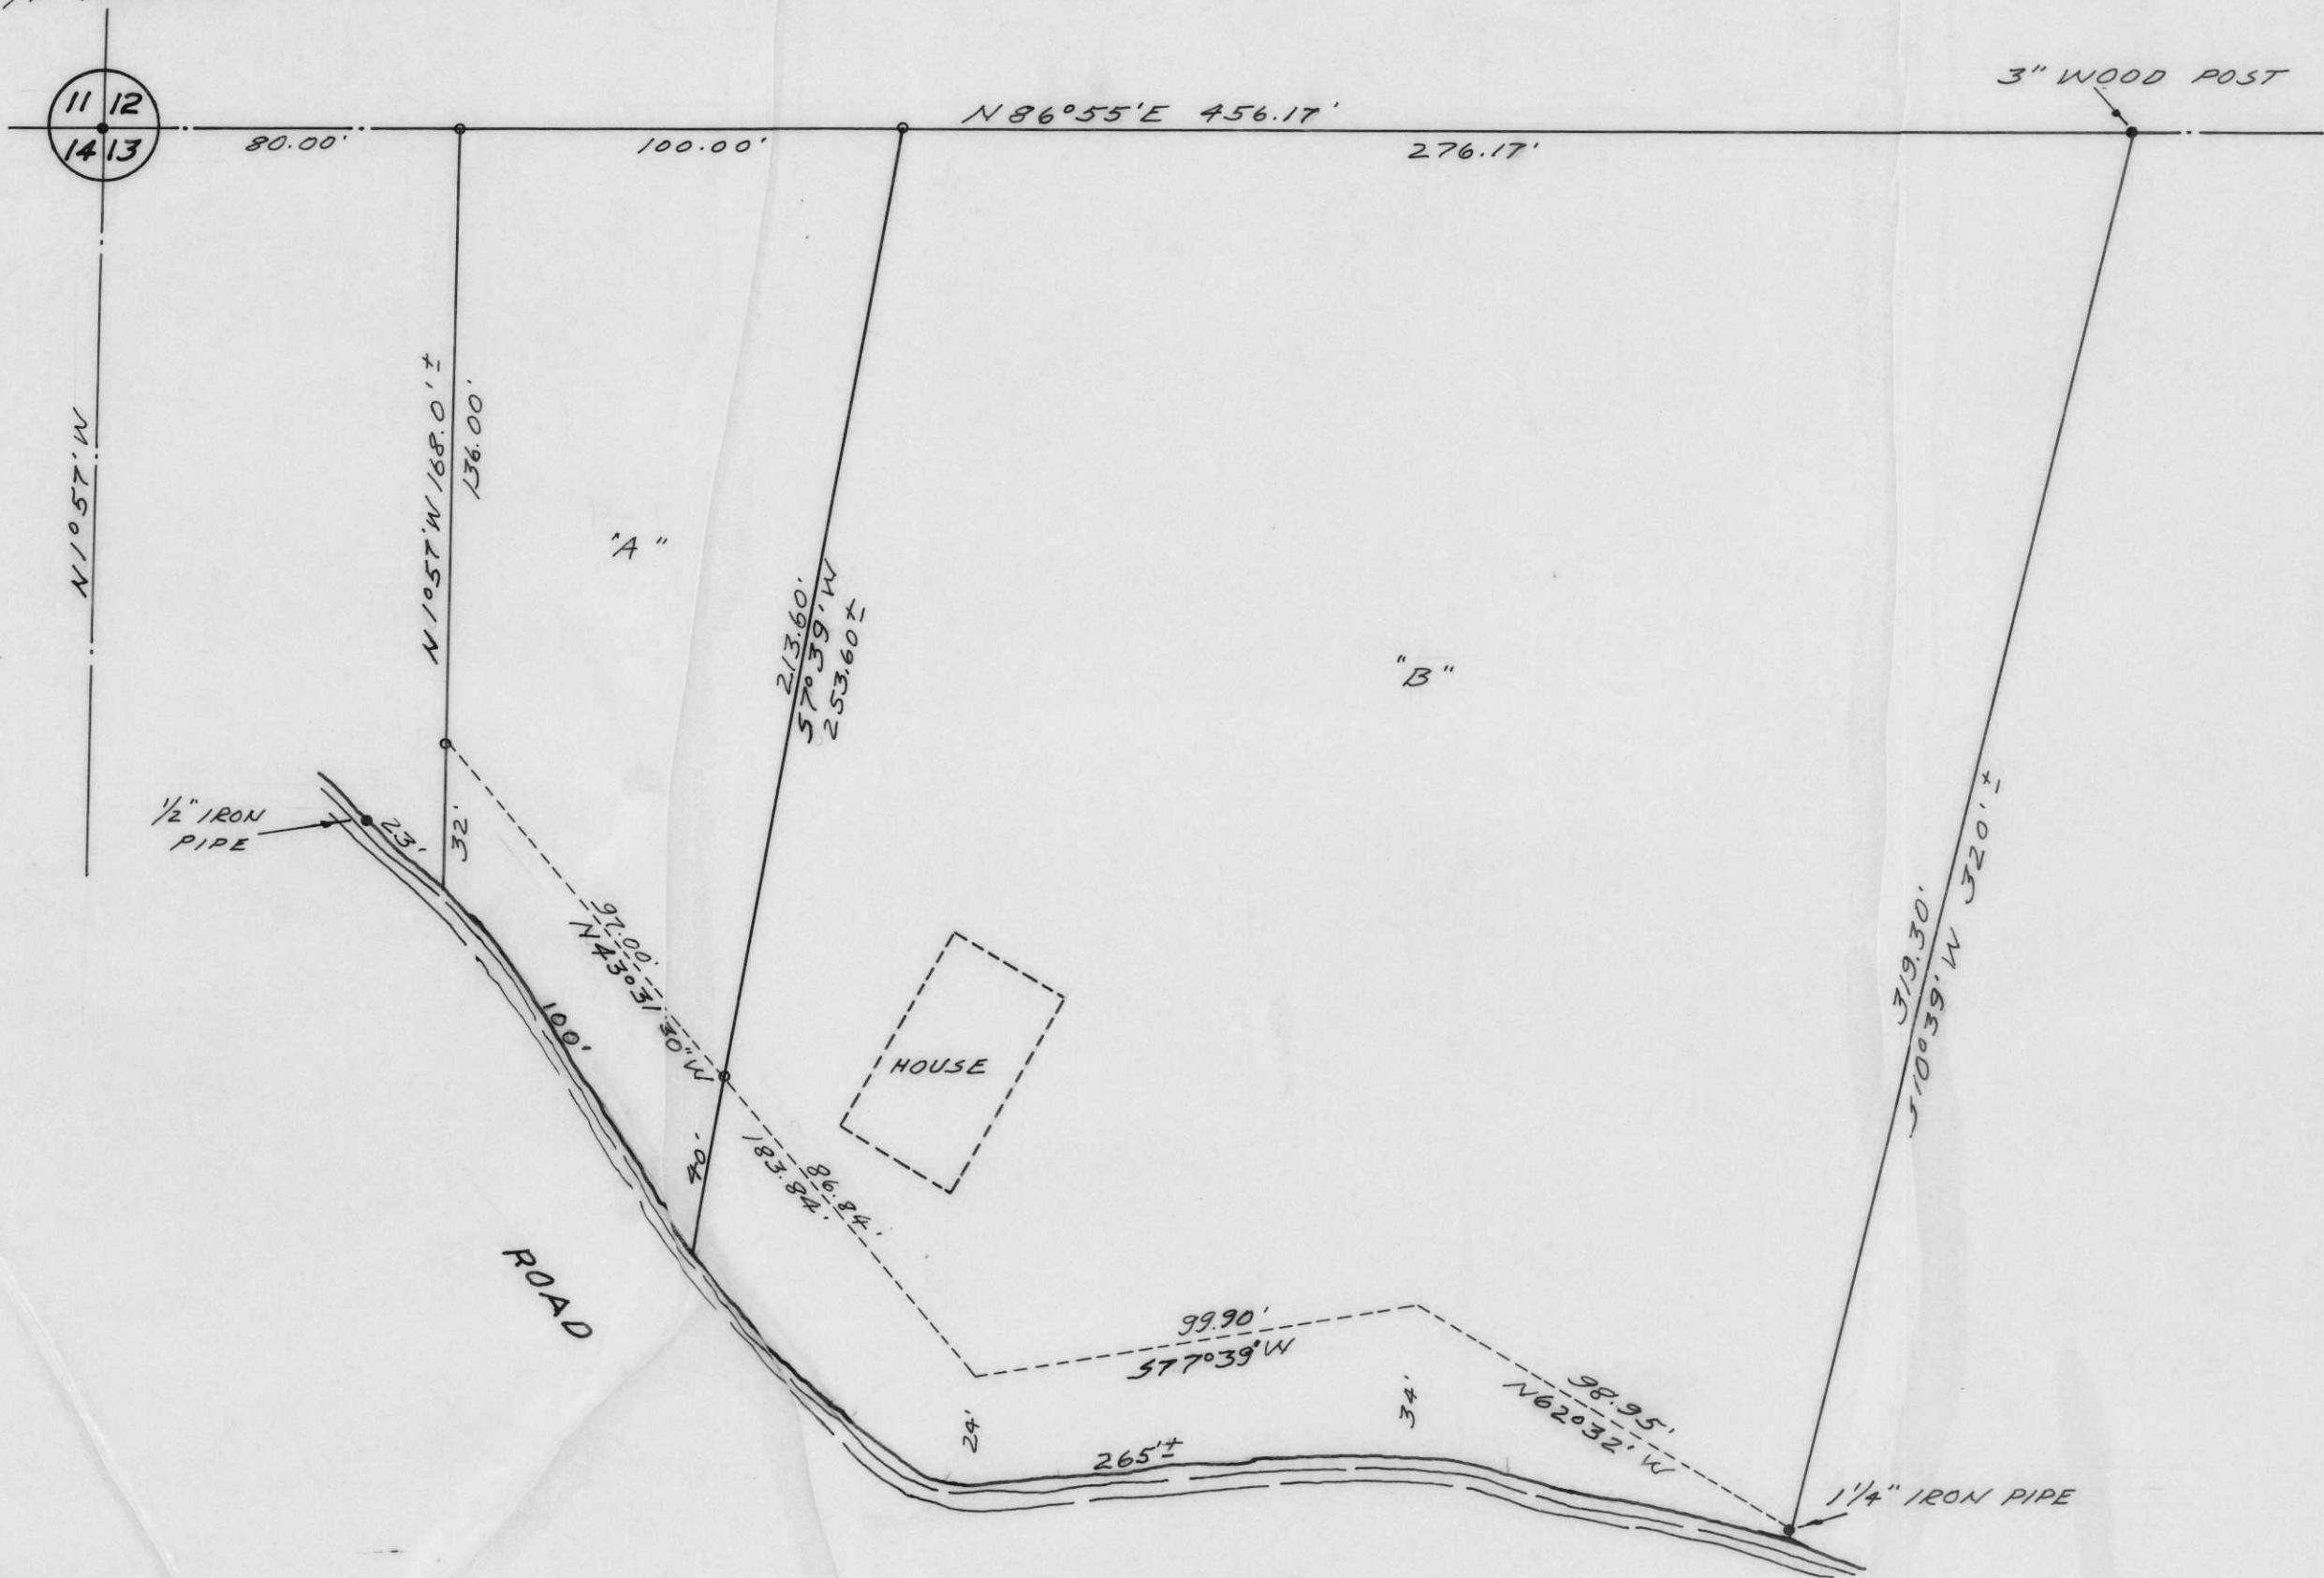 11 12
14 13
80.00'
100.00'
N 86°55'E 456.17'
276.17'
3" WOOD POST
N 1°57' W
N 1°57' W 168.0' ±
136.00'
"A"
213.60'
S7°39' W
253.60±
"B"
319.30'
S10°39' W 320' ±
1/2" IRON
PIPE
23'
32'
97.00'
N43°31'30" W
100'
HOUSE
40'
86.84'
183.84'
ROAD
99.90'
S77°39' W
24'
34'
98.95'
N62°32' W
265'±
1 1/4" IRON PIPE